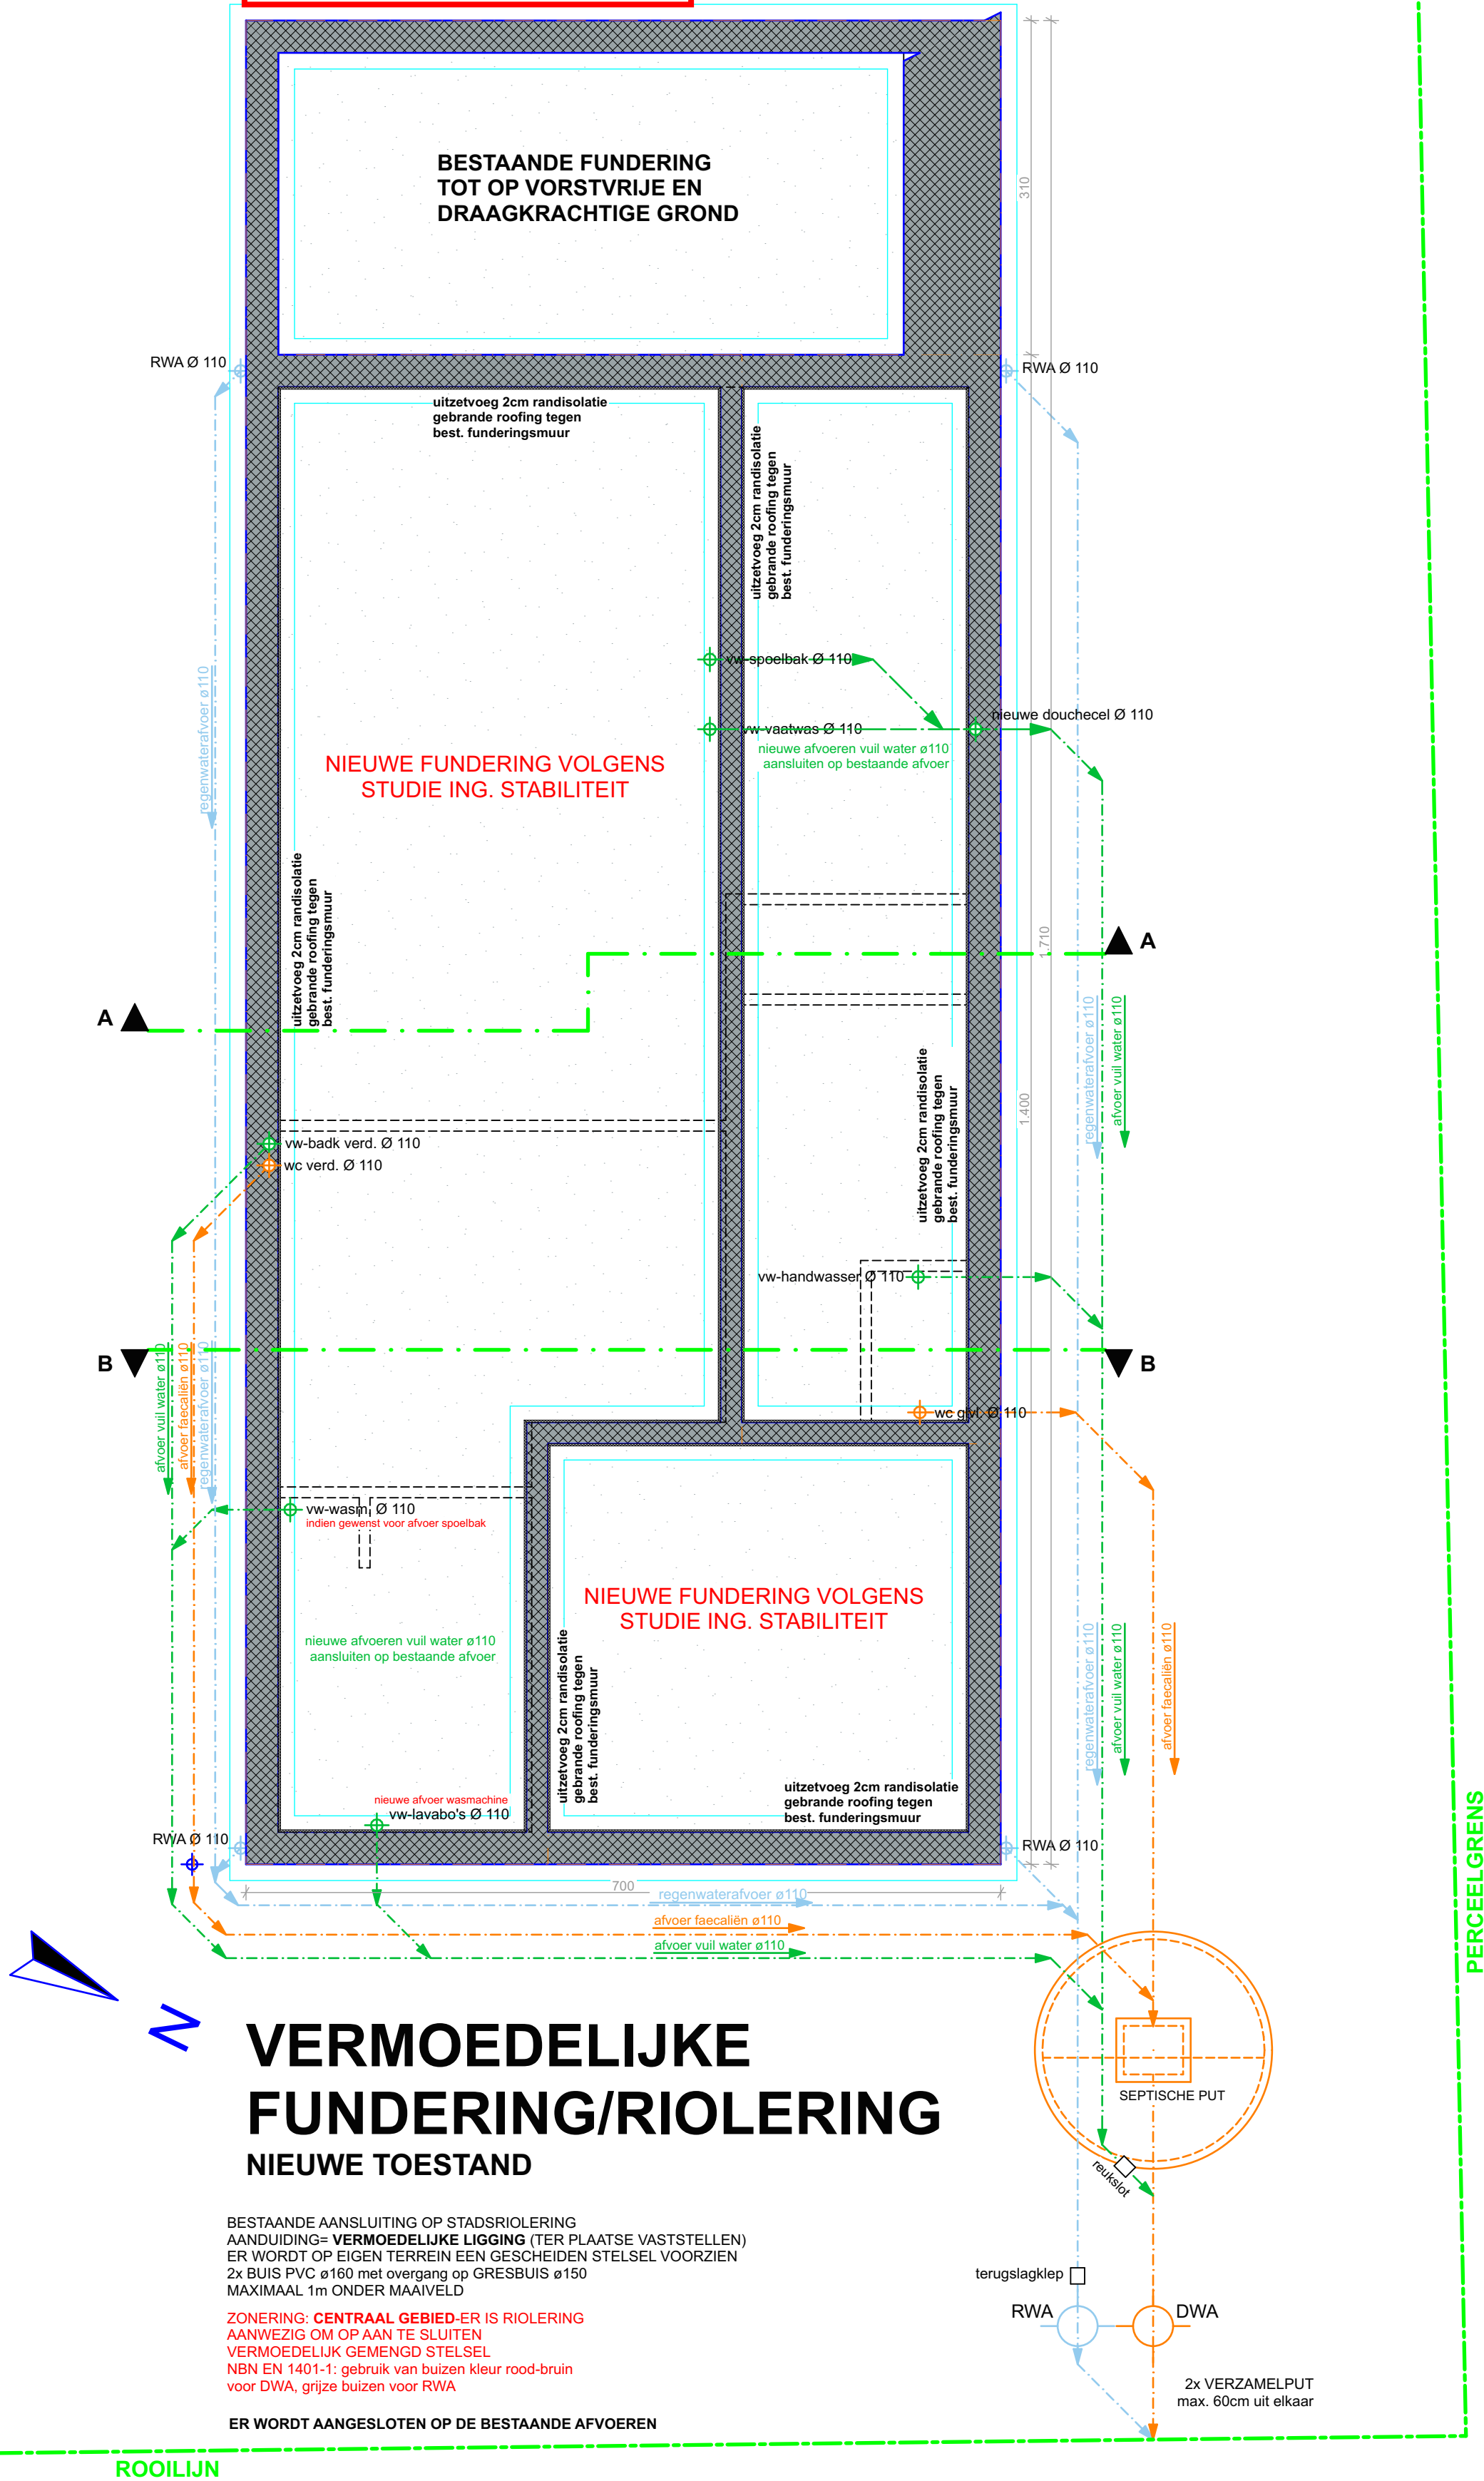 BESTAANDE FUNDERING
TOT OP VORSTVRIJE EN
DRAAGKRACHTIGE GROND
310
RWA Ø 110
RWA Ø 110
uitzetvoeg 2cm randisolatie
gebrande roofing tegen
best. funderingsmuur
uitzetvoeg 2cm randisolatie
gebrande roofing tegen
best. funderingsmuur
vw-spoelbak Ø 110
nieuwe douchecel Ø 110
vw-vaatwas Ø 110
nieuwe afvoeren vuil water ø110
aansluiten op bestaande afvoer
regenwaterafvoer ø110
NIEUWE FUNDERING VOLGENS
STUDIE ING. STABILITEIT
uitzetvoeg 2cm randisolatie
gebrande roofing tegen
best. funderingsmuur
A
A
1.710
1.400
regenwaterafvoer ø110
afvoer vuil water ø110
uitzetvoeg 2cm randisolatie
gebrande roofing tegen
best. funderingsmuur
vw-badk verd. Ø 110
wc verd. Ø 110
vw-handwasser Ø 110
B
B
afvoer vuil water ø110
afvoer faecaliën ø110
regenwaterafvoer ø110
wc glvl. Ø 110
vw-wasm. Ø 110
indien gewenst voor afvoer spoelbak
NIEUWE FUNDERING VOLGENS
STUDIE ING. STABILITEIT
nieuwe afvoeren vuil water ø110
aansluiten op bestaande afvoer
uitzetvoeg 2cm randisolatie
gebrande roofing tegen
best. funderingsmuur
regenwaterafvoer ø110
afvoer vuil water ø110
afvoer faecaliën ø110
uitzetvoeg 2cm randisolatie
gebrande roofing tegen
best. funderingsmuur
nieuwe afvoer wasmachine
vw-lavabo's Ø 110
RWA Ø 110
RWA Ø 110
PERCEELGRENS
700
regenwaterafvoer ø110
afvoer faecaliën ø110
afvoer vuil water ø110
N
VERMOEDELIJKE
FUNDERING/RIOLERING
NIEUWE TOESTAND
SEPTISCHE PUT
reukslot
BESTAANDE AANSLUITING OP STADSRIOLERING
AANDUIDING= VERMOEDELIJKE LIGGING (TER PLAATSE VASTSTELLEN)
ER WORDT OP EIGEN TERREIN EEN GESCHEIDEN STELSEL VOORZIEN
2x BUIS PVC ø160 met overgang op GRESBUIS ø150
MAXIMAAL 1m ONDER MAAIVELD
terugslagklep
RWA
DWA
ZONERING: CENTRAAL GEBIED-ER IS RIOLERING
AANWEZIG OM OP AAN TE SLUITEN
VERMOEDELIJK GEMENGD STELSEL
NBN EN 1401-1: gebruik van buizen kleur rood-bruin
voor DWA, grijze buizen voor RWA
2x VERZAMELPUT
max. 60cm uit elkaar
ER WORDT AANGESLOTEN OP DE BESTAANDE AFVOEREN
ROOILIJN